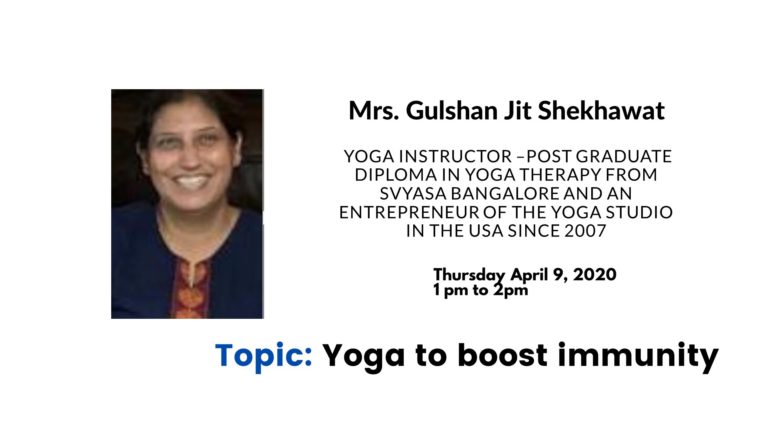 Mrs. Gulshan Jit Shekhawat
YOGA INSTRUCTOR –POST GRADUATE
DIPLOMA IN YOGA THERAPY FROM
SVYASA BANGALORE AND AN
ENTREPRENEUR OF THE YOGA STUDIO
IN THE USA SINCE 2007
Thursday April 9, 2020
1 pm to 2pm
Topic: Yoga to boost immunity